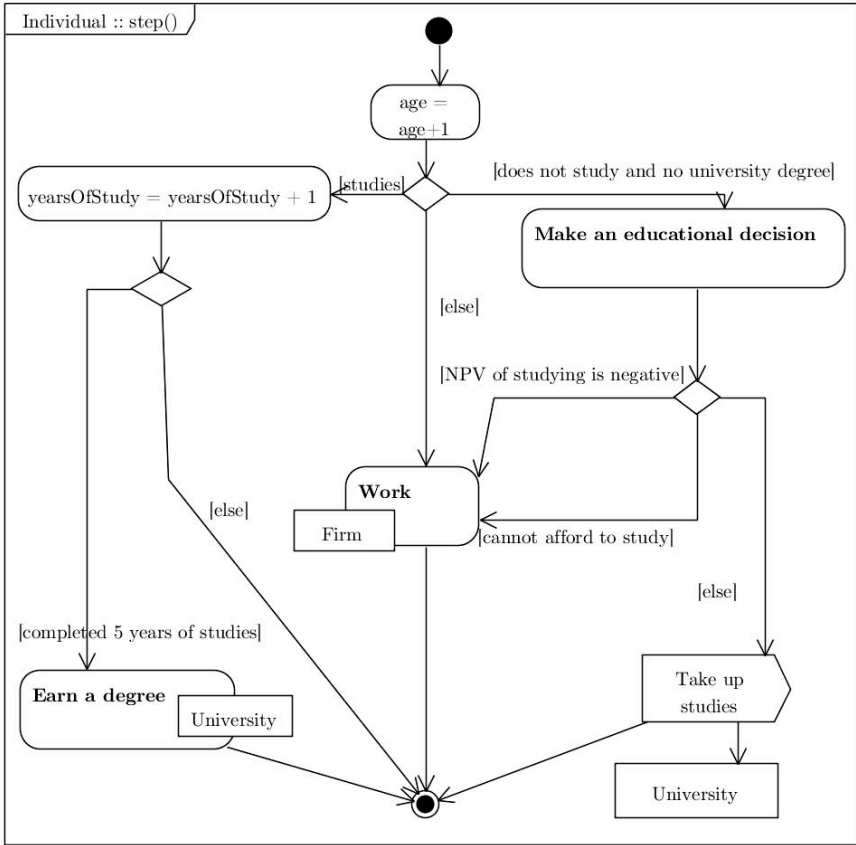 Individual :: step()
age =
age+1
[studies]
[does not study and no university degree]
yearsOfStudy = yearsOfStudy + 1
Make an educational decision
[else]
[NPV of studying is negative]
Work
[else]
Firm
[cannot afford to study]
[else]
[completed 5 years of studies]
Earn a degree
University
Take up
studies
University